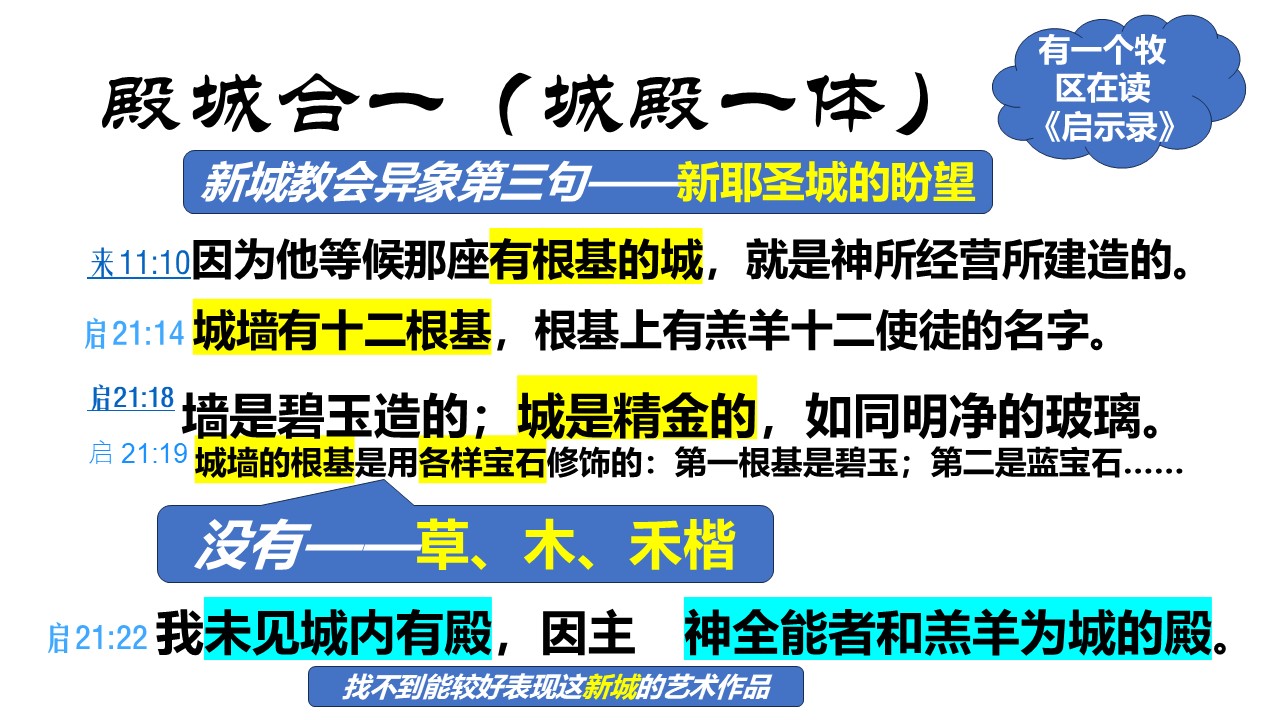 有一个牧
区在读
《启示录》
殿城合一（城殿一体）
新城教会异象第三句——新耶圣城的盼望
来11:10因为他等候那座有根基的城，就是神所经营所建造的。
启21:14 城墙有十二根基，根基上有羔羊十二使徒的名字。
启21:18 墙是碧玉造的；城是精金的，如同明净的玻璃。
启 21:19 城墙的根基是用各样宝石修饰的：第一根基是碧玉；第二是蓝宝石……
没有——草、木、禾楷
启21:22 我未见城内有殿，因主　神全能者和羔羊为城的殿。
找不到能较好表现这新城的艺术作品